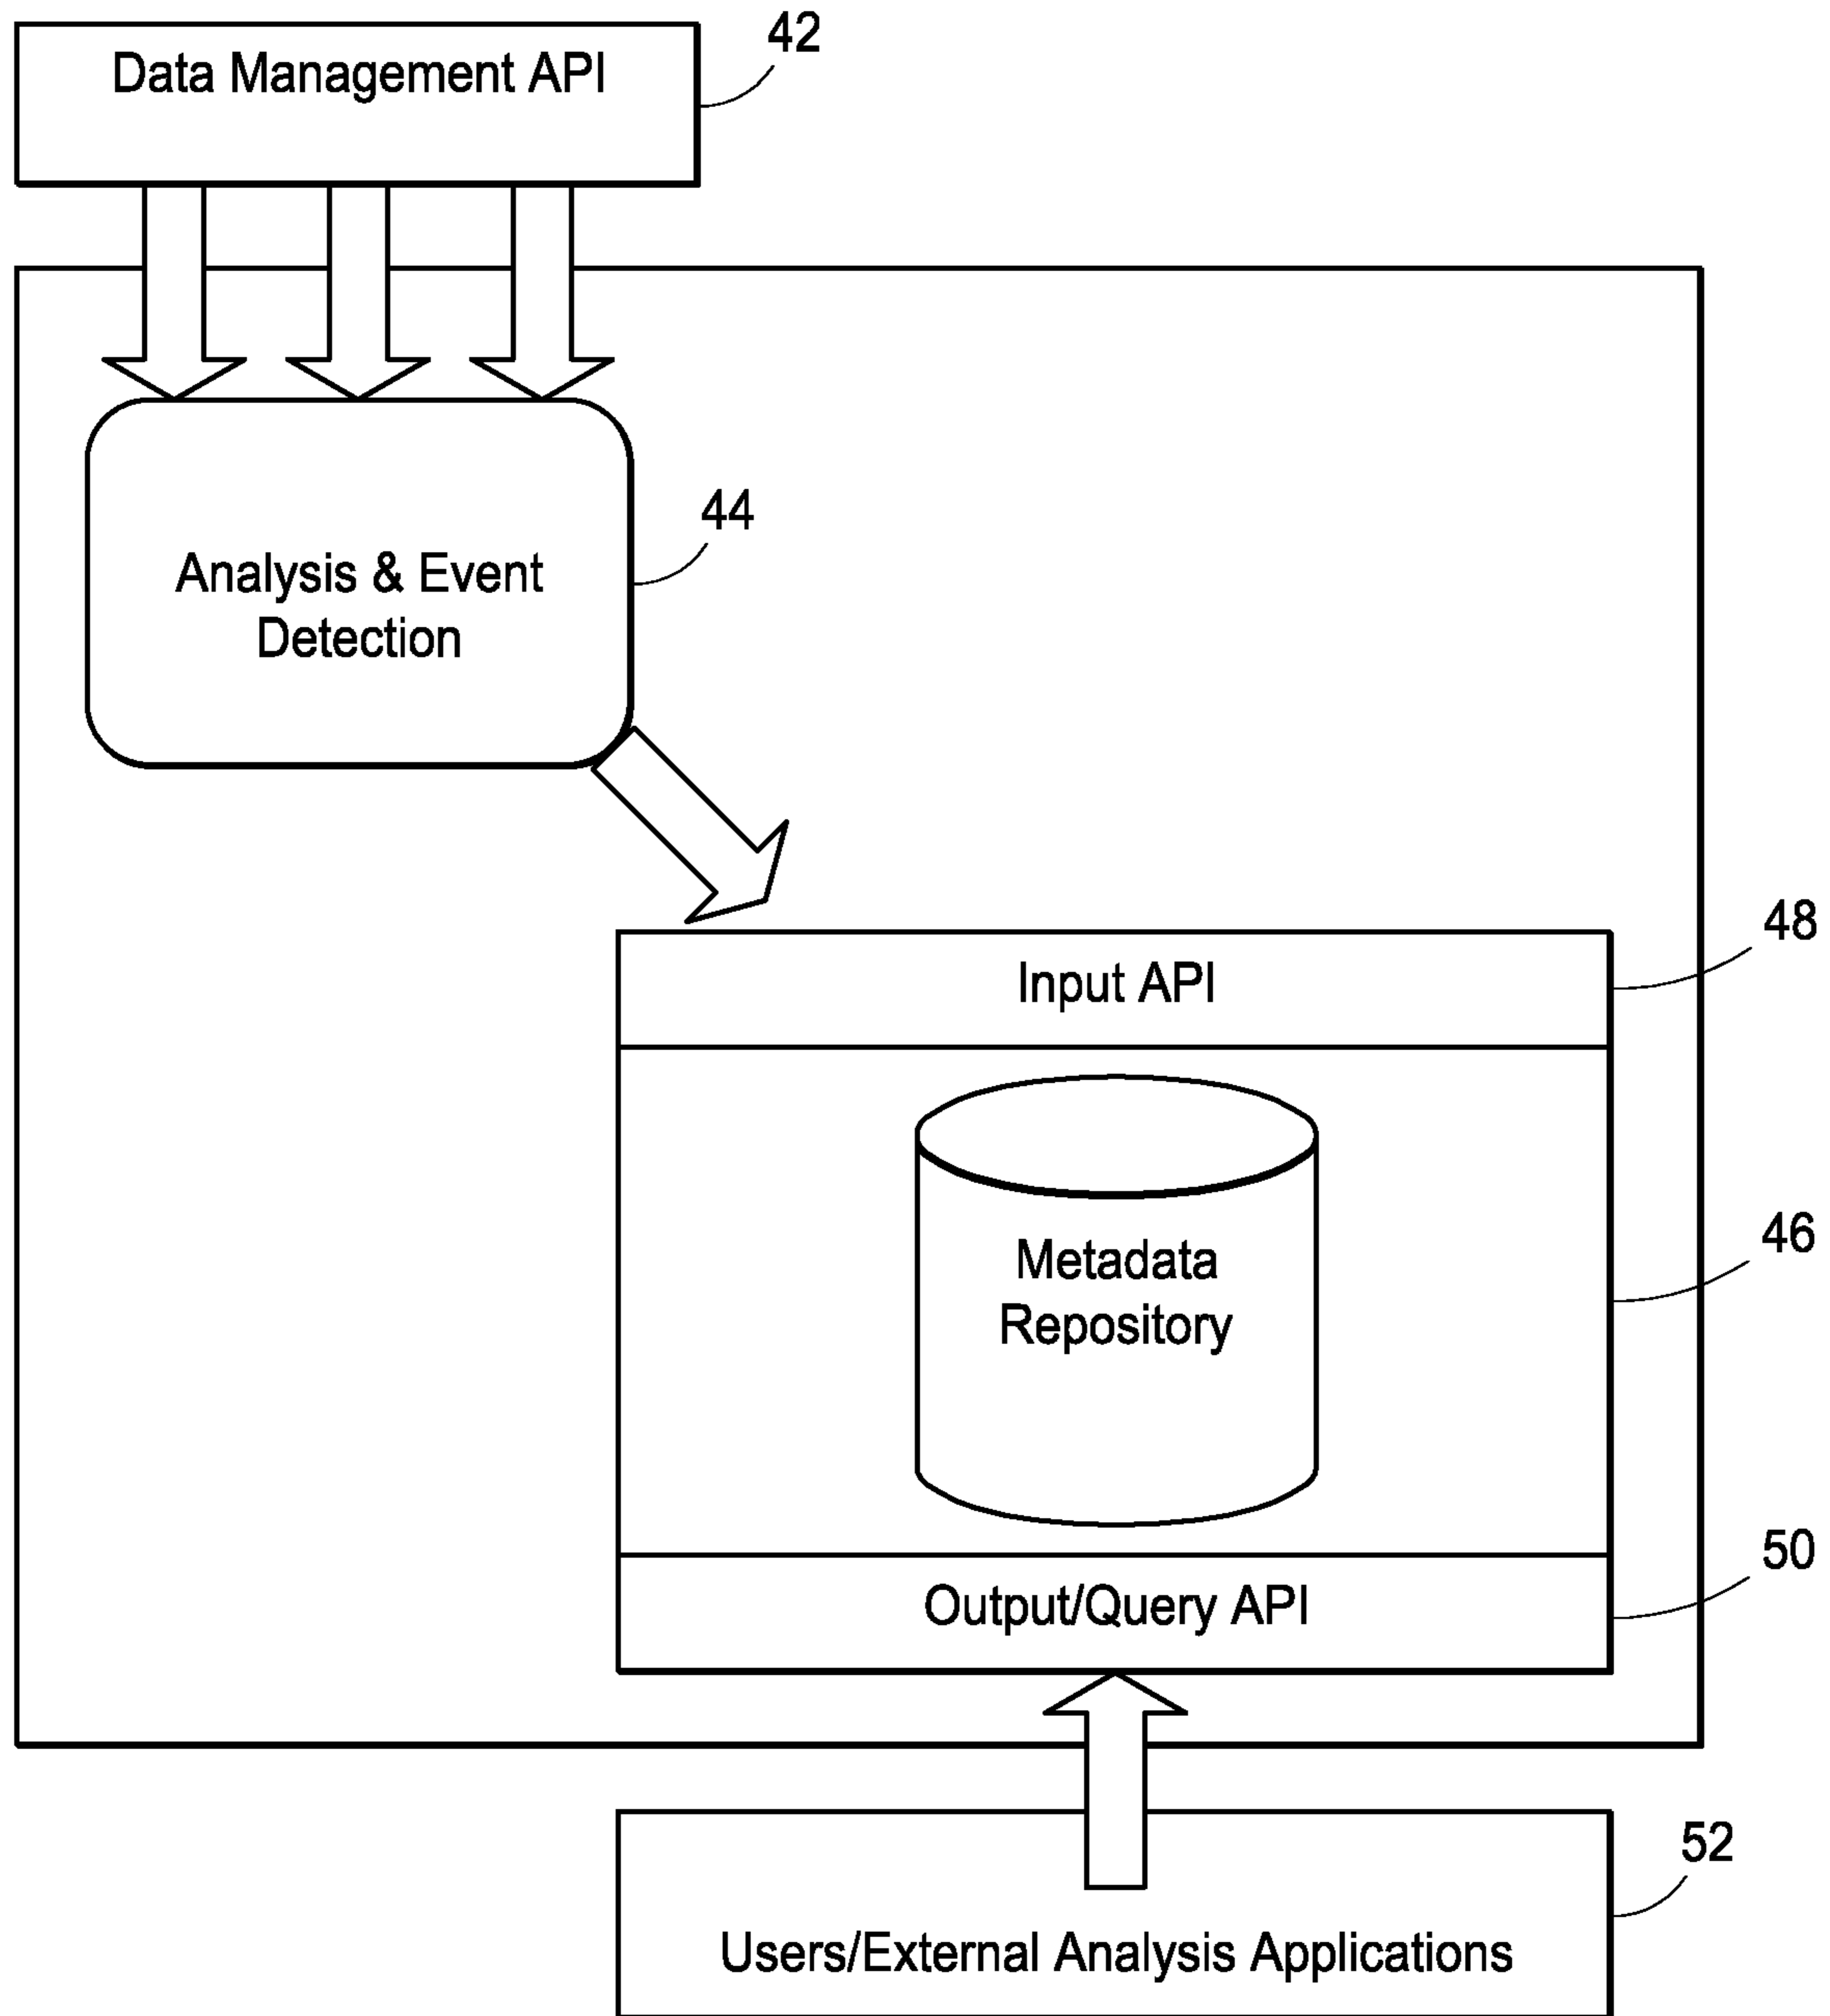 42
Data Management API
44
Analysis & Event
Detection
48
Input API
46
Metadata
Repository
50
Output/Query API
52
Users/External Analysis Applications